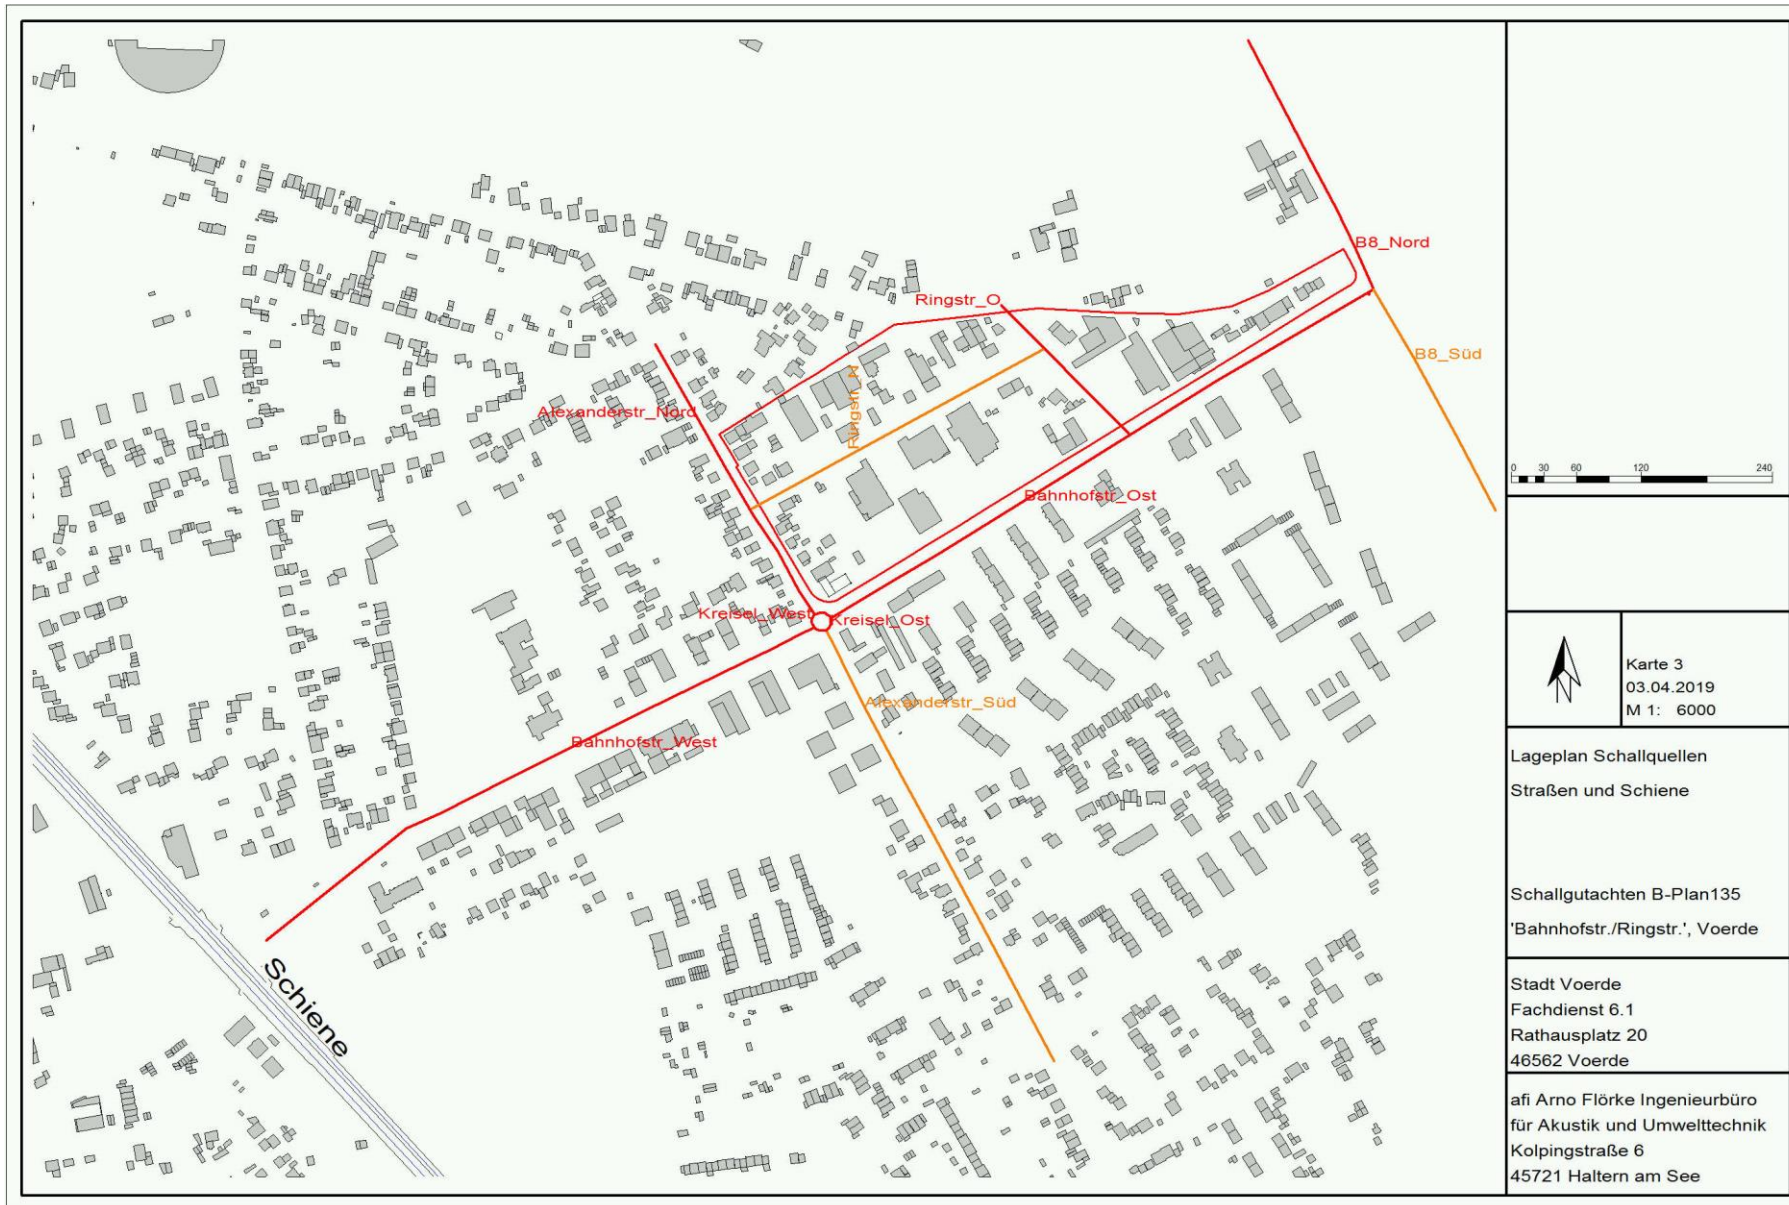 B8_Nord
Ringstr_O
B8_Süd
Ringstr_N
Alexanderstr_Nord
Bahnhofstr_Ost
Kreisel_West
Kreisel_Ost
Alexanderstr_Süd
Bahnhofstr_West
Schiene
0 30 60 120 240
Karte 3
03.04.2019
M 1: 6000
Lageplan Schallquellen
Straßen und Schiene
Schallgutachten B-Plan135
'Bahnhofstr./Ringstr.', Voerde
Stadt Voerde
Fachdienst 6.1
Rathausplatz 20
46562 Voerde
afi Arno Flörke Ingenieurbüro
für Akustik und Umwelttechnik
Kolpingstraße 6
45721 Haltern am See